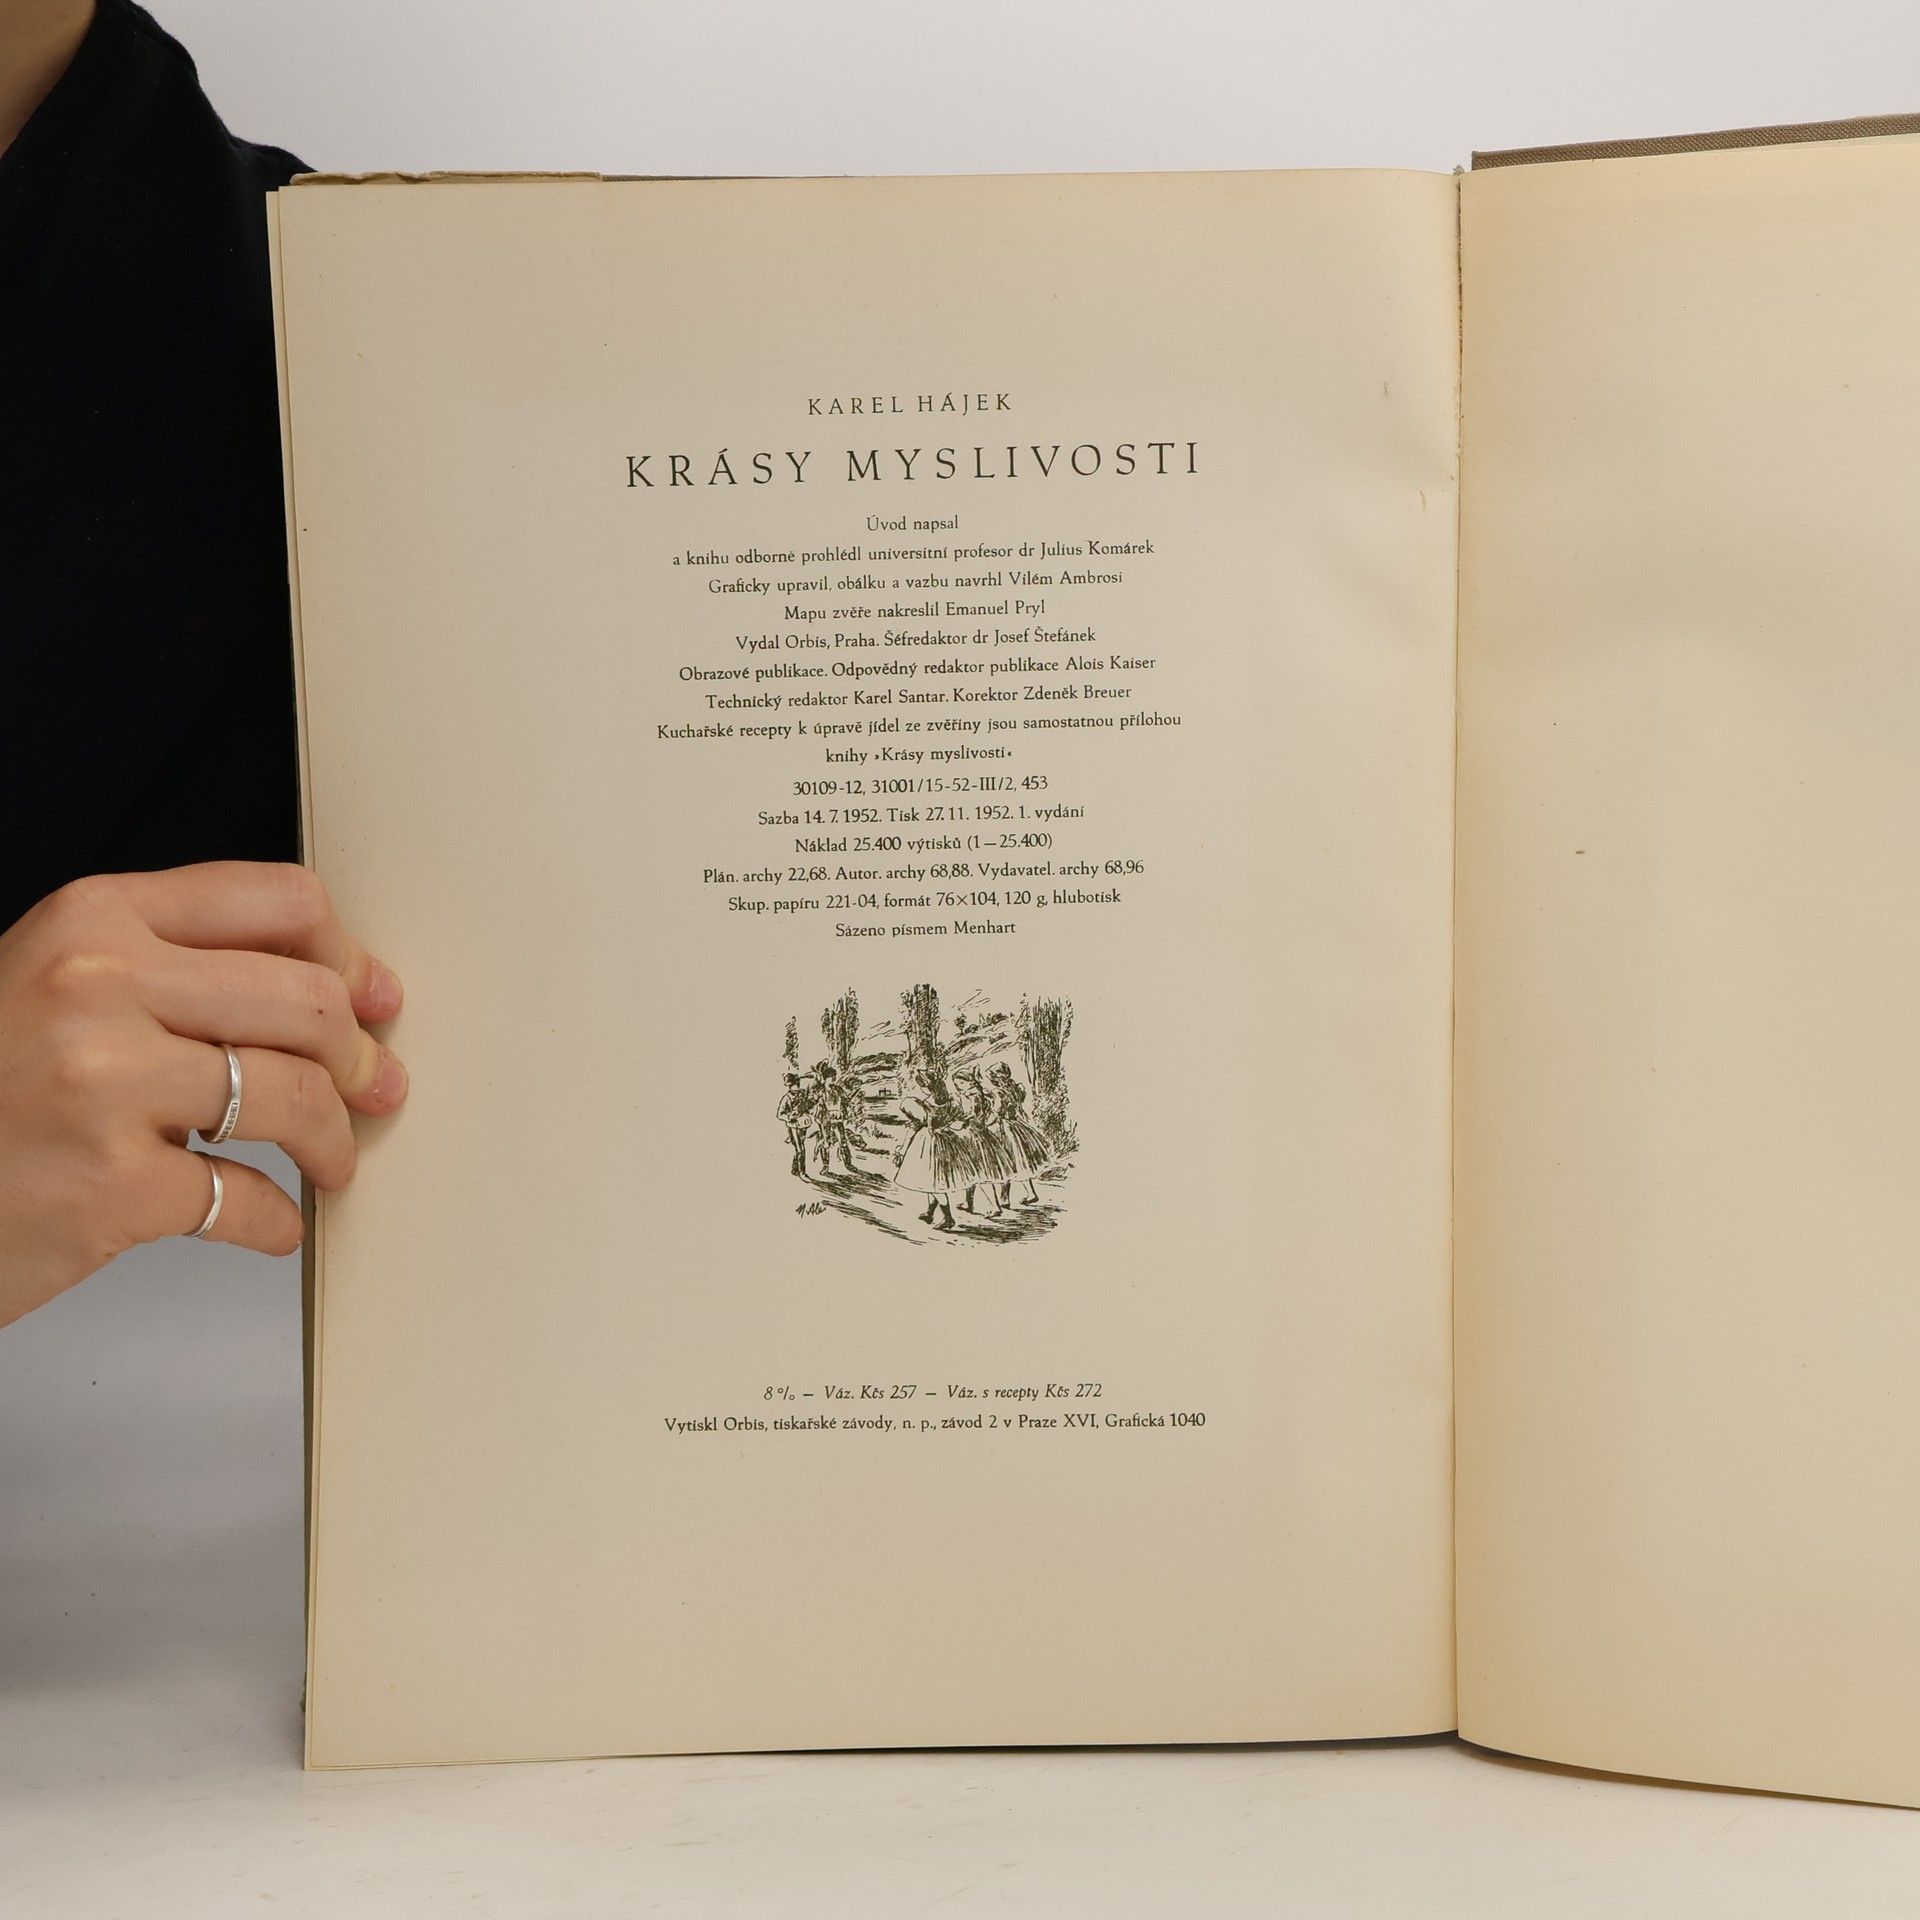 KAREL HÁJEK
KRÁSY MYSLIVOSTI
Úvod napsal
a knihu odborně prohlédl universitní profesor dr Julius Komárek
Graficky upravil, obálku a vazbu navrhl Vilém Ambrosi
Mapu zvěře nakreslil Emanuel Pryl
Vydal Orbis, Praha. Šéfredaktor dr Josef Štefánek
Obrazové publikace. Odpovědný redaktor publikace Alois Kaiser
Technický redaktor Karel Santar. Korektor Zdeněk Breuer
Kuchařské recepty k úpravě jídel ze zvěřiny jsou samostatnou přílohou
knihy »Krásy myslivosti«
30109-12, 31001/15-52-III/2, 453
Sazba 14. 7. 1952. Tisk 27. 11. 1952. 1. vydání
Náklad 25.400 výtisků (1—25.400)
Plán. archy 22,68. Autor. archy 68,88. Vydavatel. archy 68,96
Skup. papíru 221-04, formát 76×104, 120 g, hlubotisk
Sázeno písmem Menhart
8% — Váz. Kčs 257 — Váz. s recepty Kčs 272
Vytiskl Orbis, tiskařské závody, n. p., závod 2 v Praze XVI, Grafická 1040